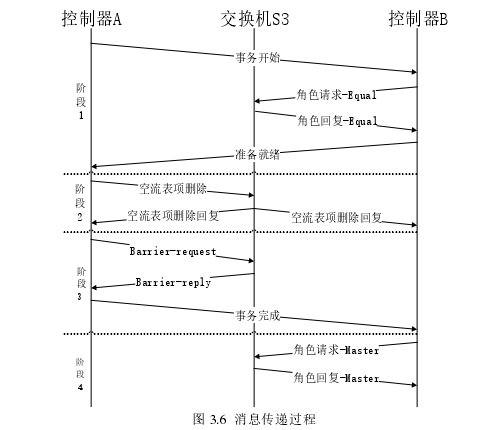 控制器A 交换机S3 控制器B
事务开始
角色请求-Equal
阶段1
角色回复-Equal
准备就绪
阶段2
空流表项删除
空流表项删除回复 空流表项删除回复
Barrier-request
阶段3
Barrier-reply
事务完成
角色请求-Master
阶段4
角色回复-Master
图 3.6 消息传递过程